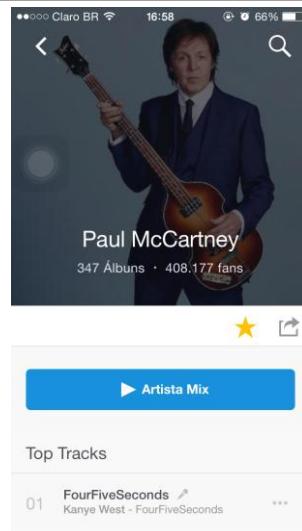 Claro BR 16:58 66%
Paul McCartney
347 Álbuns · 408.177 fans
Artista Mix
Top Tracks
01 FourFiveSeconds
Kanye West - FourFiveSeconds